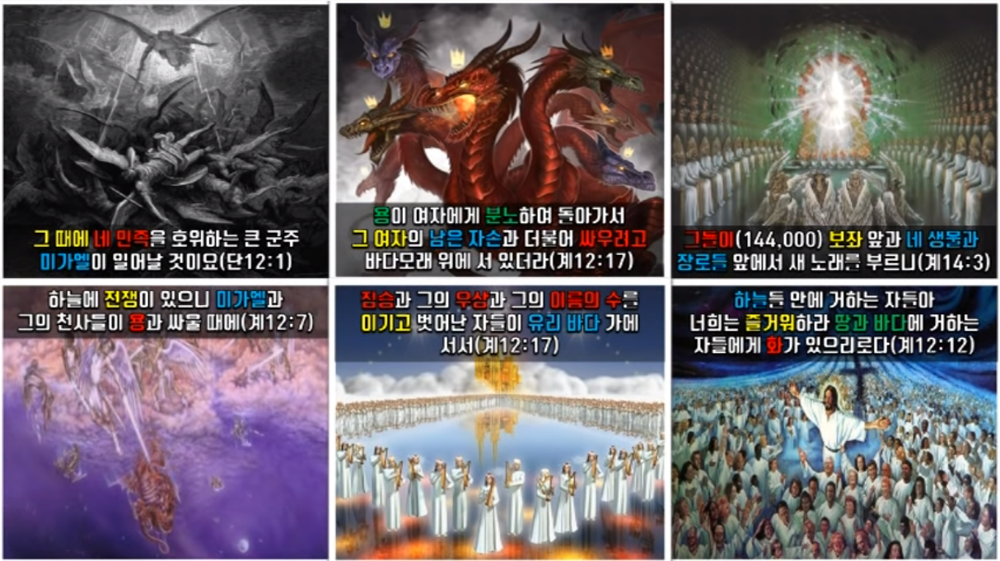 그 때에 네 민족을 호위하는 큰 군주
미가엘이 일어날 것이요(단12:1)
용이 여자에게 분노하여 돌아가서
그 여자의 남은 자손과 더불어 싸우려고
바다모래 위에 서 있더라(계12:17)
그들이(144,000) 보좌 앞과 네 생물과
장로들 앞에서 새 노래를 부르니(계14:3)
하늘에 전쟁이 있으니 미가엘과
그의 천사들이 용과 싸울 때에(계12:7)
짐승과 그의 우상과 그의 이름의 수를
이기고 벗어난 자들이 유리 바다 가에
서서(계12:17)
하늘들 안에 거하는 자들아
너희는 즐거워하라 땅과 바다에 거하는
자들에게 화가 있으리로다(계12:12)